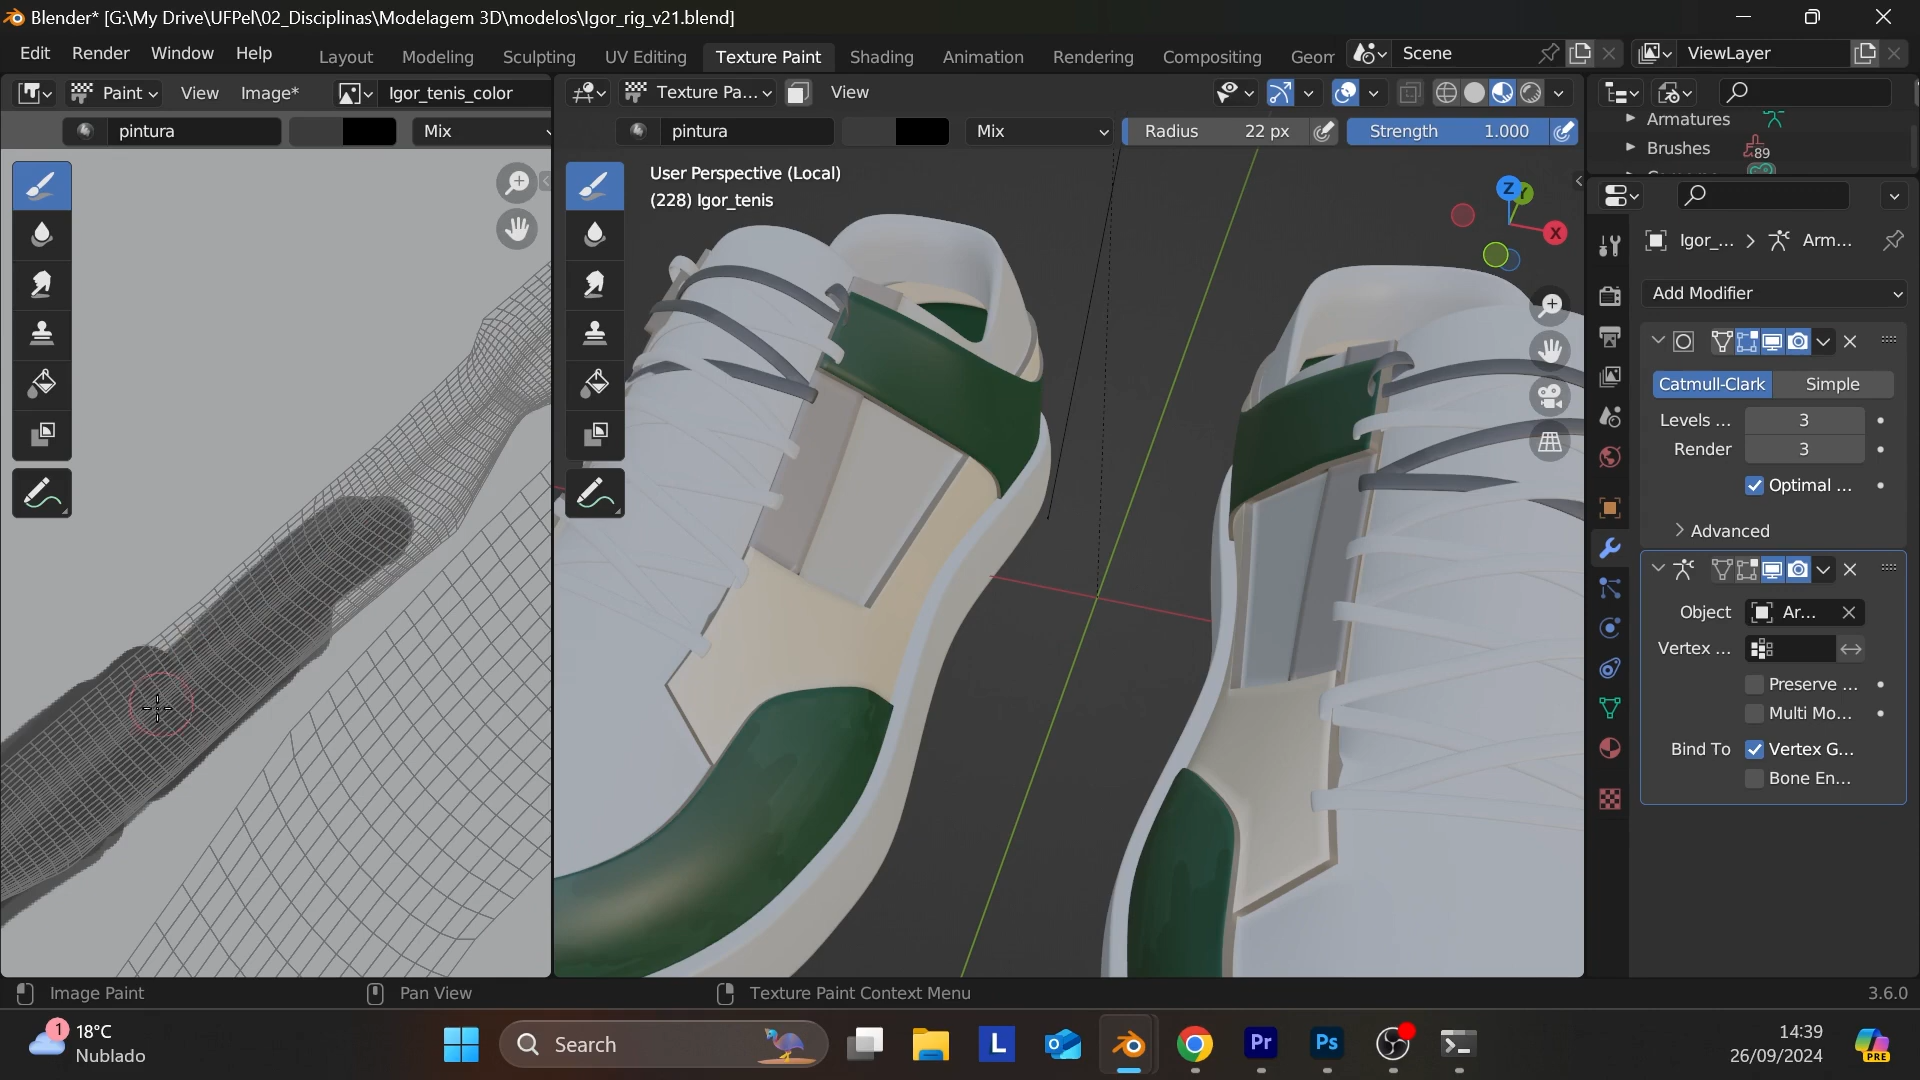 Blender* [G:\My Drive\UFPel\02_Disciplinas\Modelagem 3D\modelos\Igor_rig_v21.blend]
Edit Render Window Help Layout Modeling Sculpting UV Editing Texture Paint Shading Animation Rendering Compositing Geom Scene ViewLayer
Paint View Image* Igor_tenis_color Texture Pa... View
pintura Mix pintura Mix Radius 22 px Strength 1.000
Armatures
Brushes 89
User Perspective (Local)
(228) Igor_tenis
Z Y X
Igor_... Arm...
Add Modifier
Catmull-Clark Simple
Levels ... 3
Render 3
Optimal ...
Advanced
Object Ar...
Vertex ...
Preserve ...
Multi Mo...
Bind To Vertex G...
Bone En...
Image Paint Pan View Texture Paint Context Menu 3.6.0
1 18°C
Nublado
Search
L Pr Ps
14:39
26/09/2024
PRE